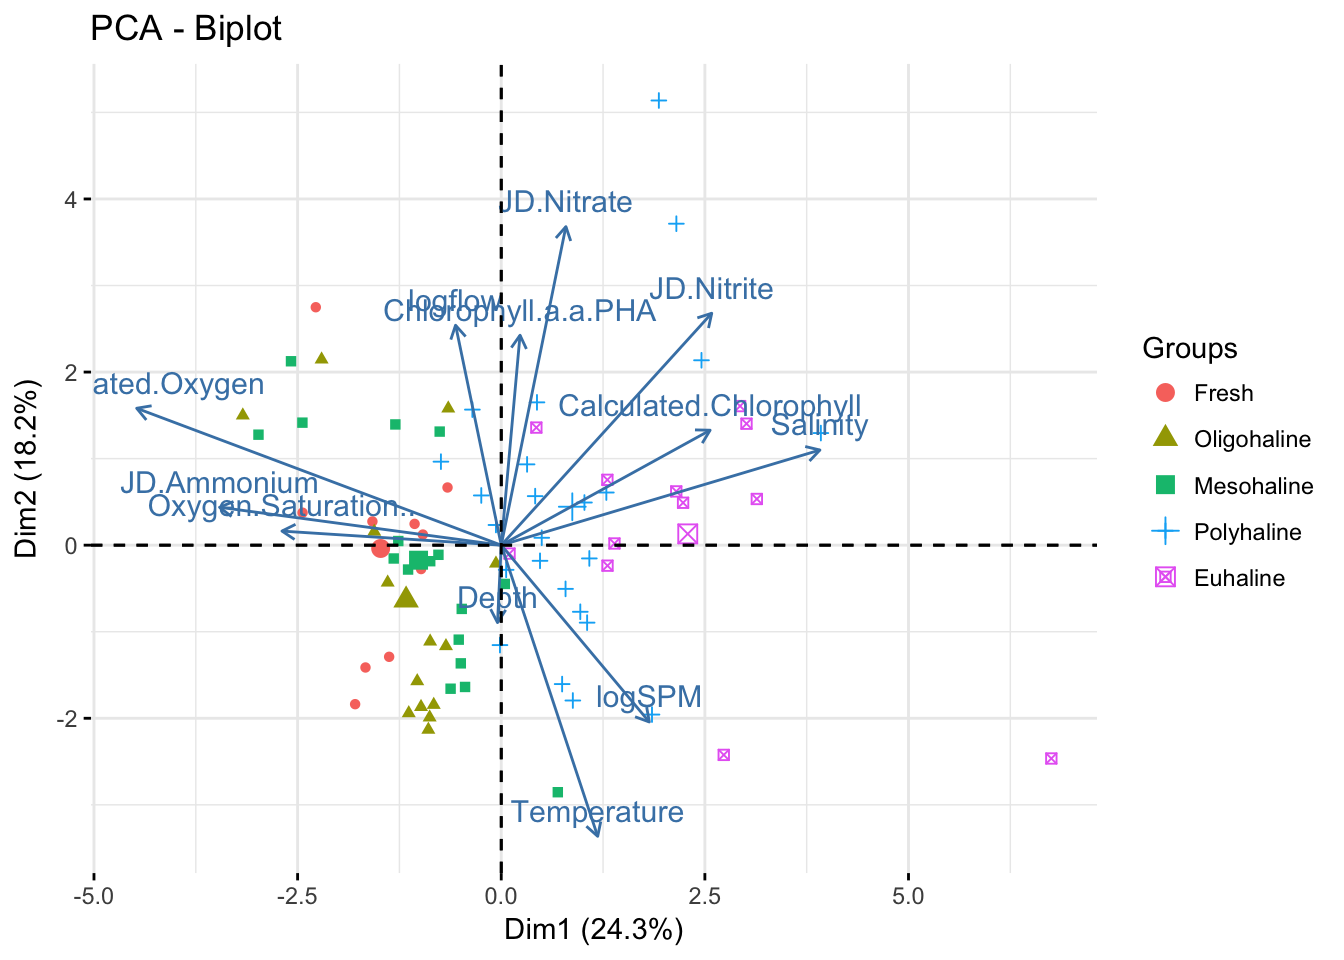 PCA - Biplot
Dim2 (18.2%)
4
2
0
-2
JD.Nitrate
JD.Nitrite
logflow
Chlorophyll.a.a.PHA
ated.Oxygen
Calculated.Chlorophyll
Salinity
JD.Ammonium
Oxygen.Saturation..
Depth
logSPM
Temperature
-5.0
-2.5
0.0
2.5
5.0
Dim1 (24.3%)
Groups
Fresh
Oligohaline
Mesohaline
Polyhaline
Euhaline